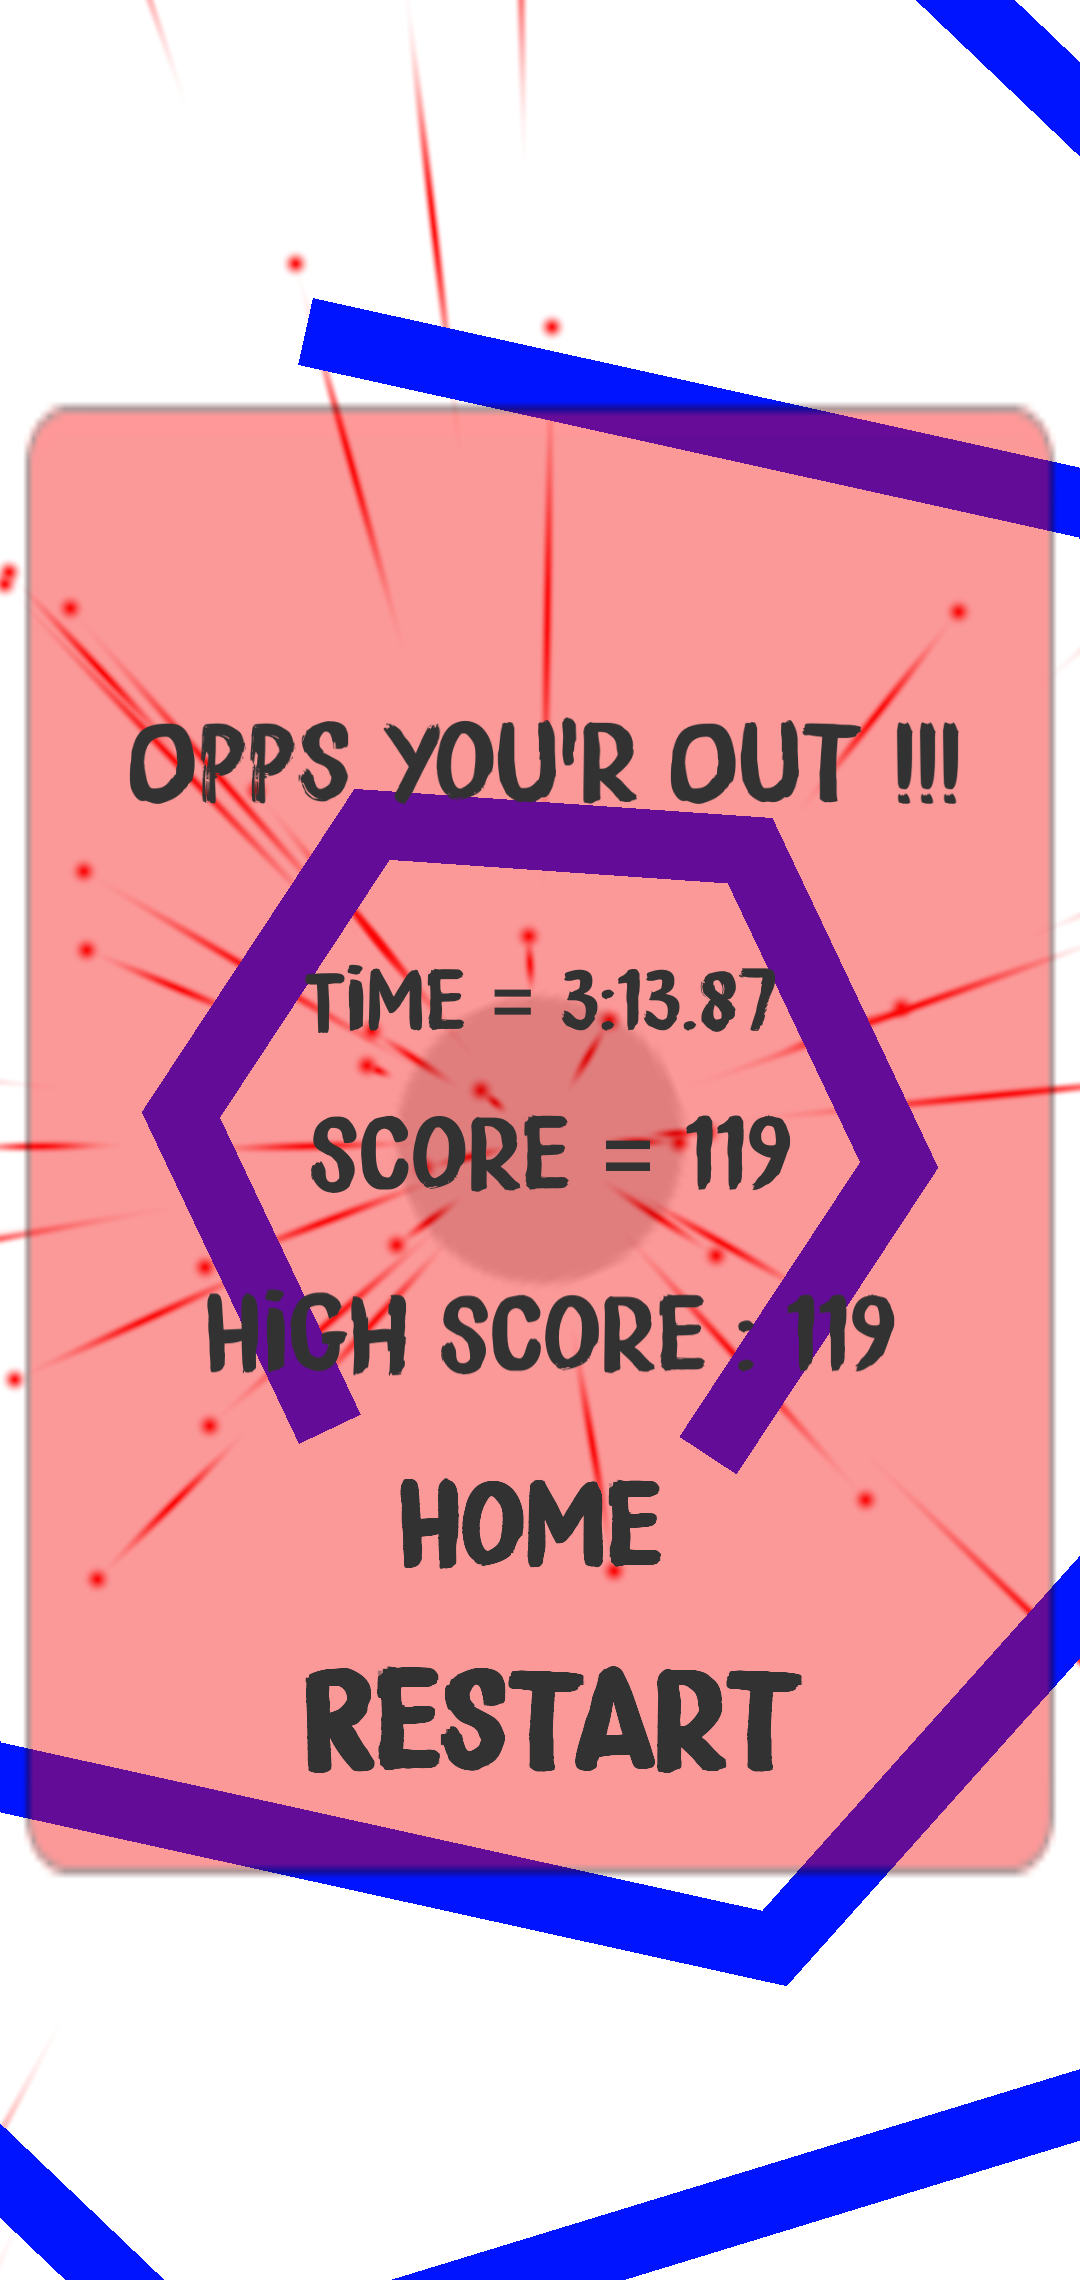 OPPS YOU'R OUT !!!
TiME = 3:13.87
SCORE = 119
HiGH SCORE : 119
HOME
RESTART